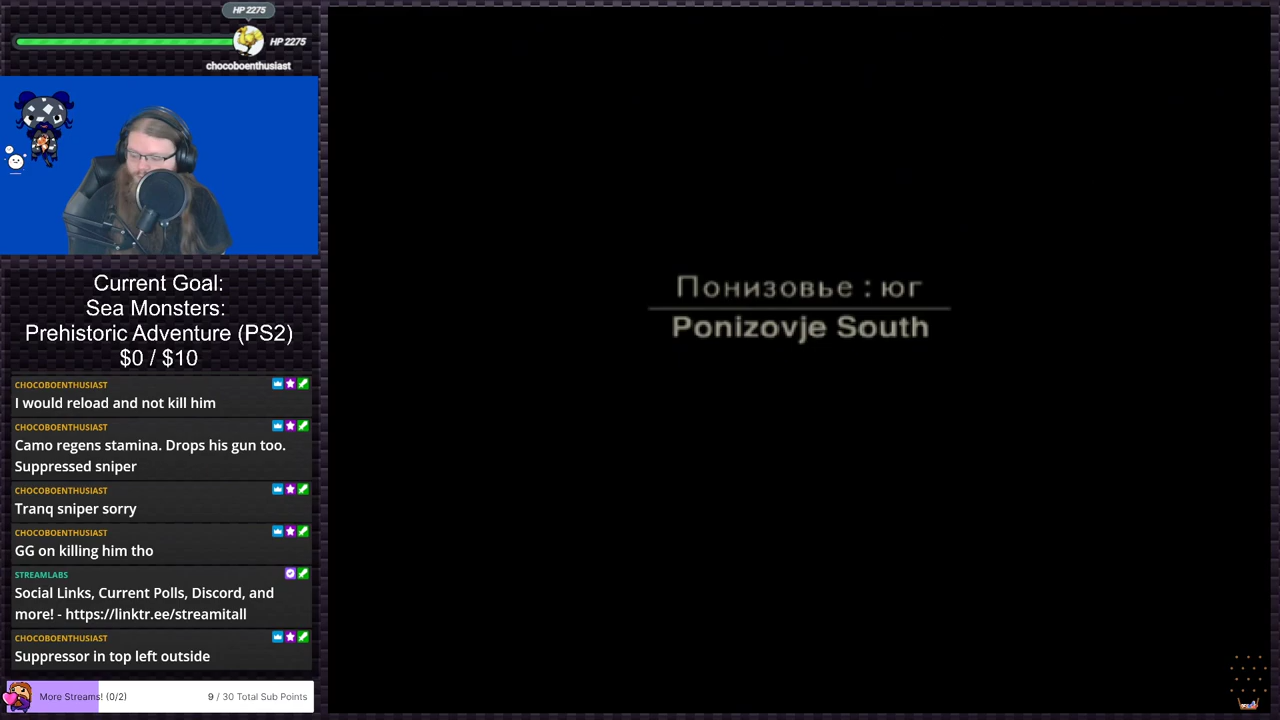 HP 2275
HP 2275
chocoboenthusiast
Current Goal:
Sea Monsters:
Prehistoric Adventure (PS2)
$0 / $10
CHOCOBOENTHUSIAST
I would reload and not kill him
CHOCOBOENTHUSIAST
Camo regens stamina. Drops his gun too.
Suppressed sniper
CHOCOBOENTHUSIAST
Tranq sniper sorry
CHOCOBOENTHUSIAST
GG on killing him tho
STREAMLABS
Social Links, Current Polls, Discord, and
more! - https://linktr.ee/streamitall
CHOCOBOENTHUSIAST
Suppressor in top left outside
More Streams! (0/2)
9 / 30 Total Sub Points
Понизовье : юг
Ponizovje South